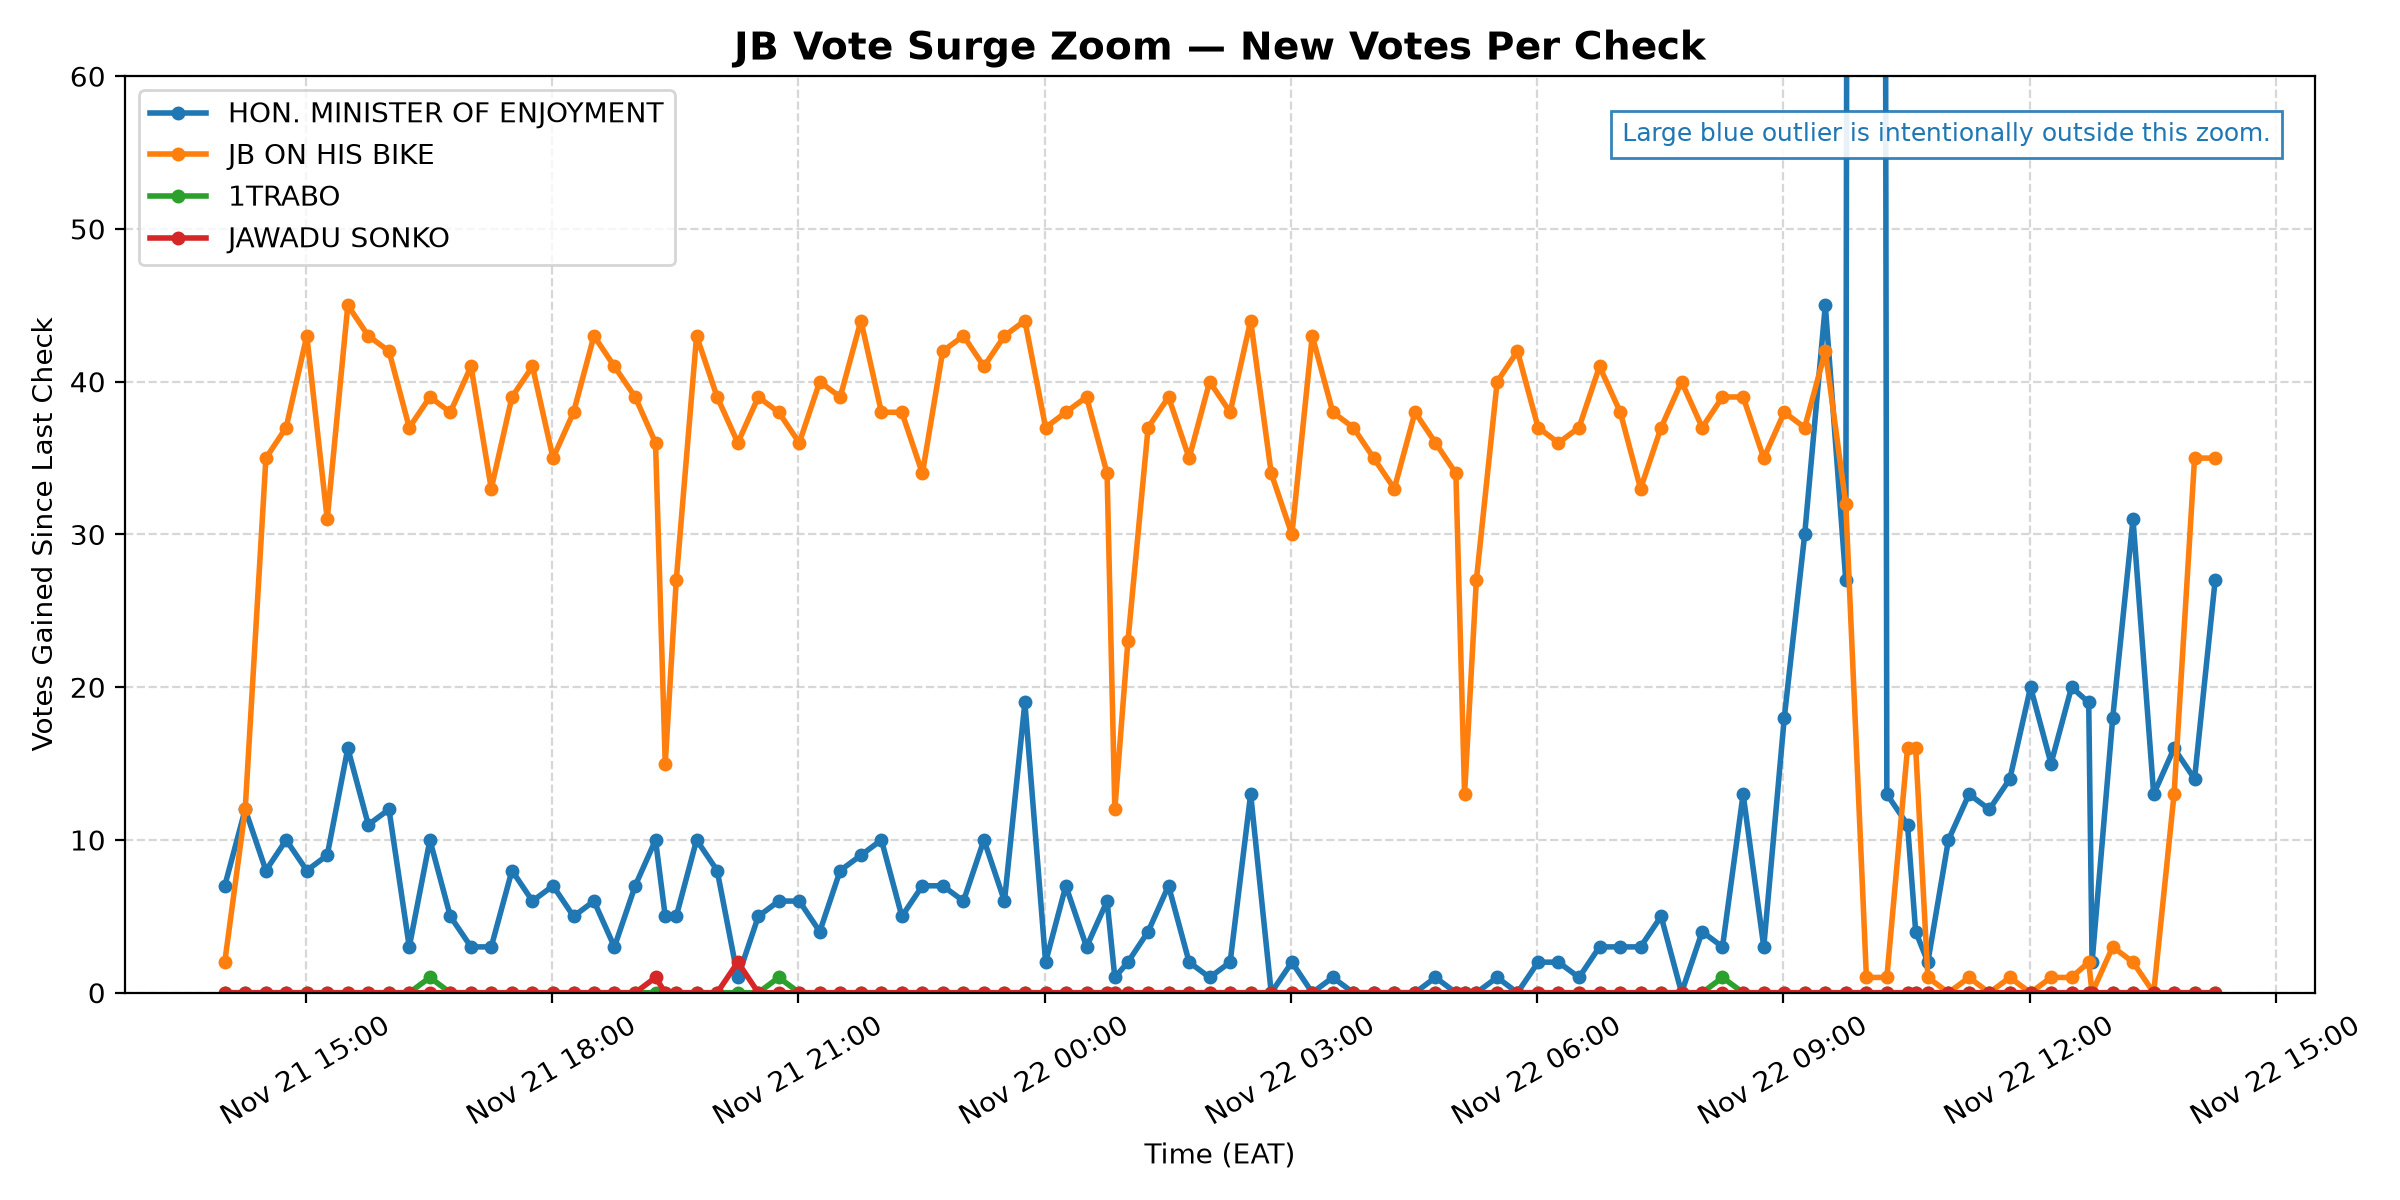 JB Vote Surge Zoom — New Votes Per Check
60
50
40
30
20
10
0
Votes Gained Since Last Check
HON. MINISTER OF ENJOYMENT
JB ON HIS BIKE
1TRABO
JAWADU SONKO
Large blue outlier is intentionally outside this zoom.
Nov 21 15:00
Nov 21 18:00
Nov 21 21:00
Nov 22 00:00
Nov 22 03:00
Nov 22 06:00
Nov 22 09:00
Nov 22 12:00
Nov 22 15:00
Time (EAT)